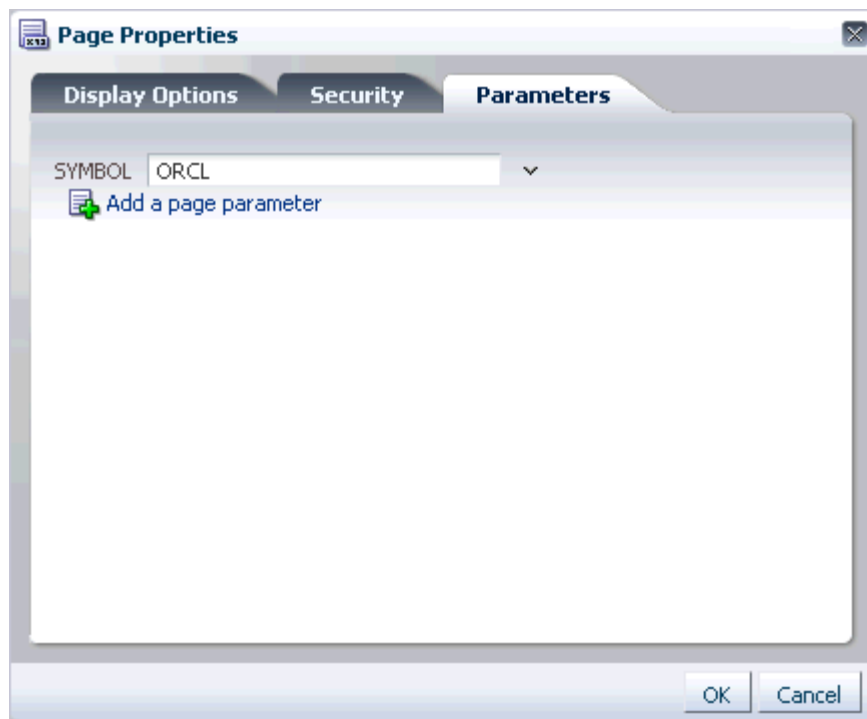 Page Properties
Display Options Security Parameters
SYMBOL ORCL
Add a page parameter
OK Cancel